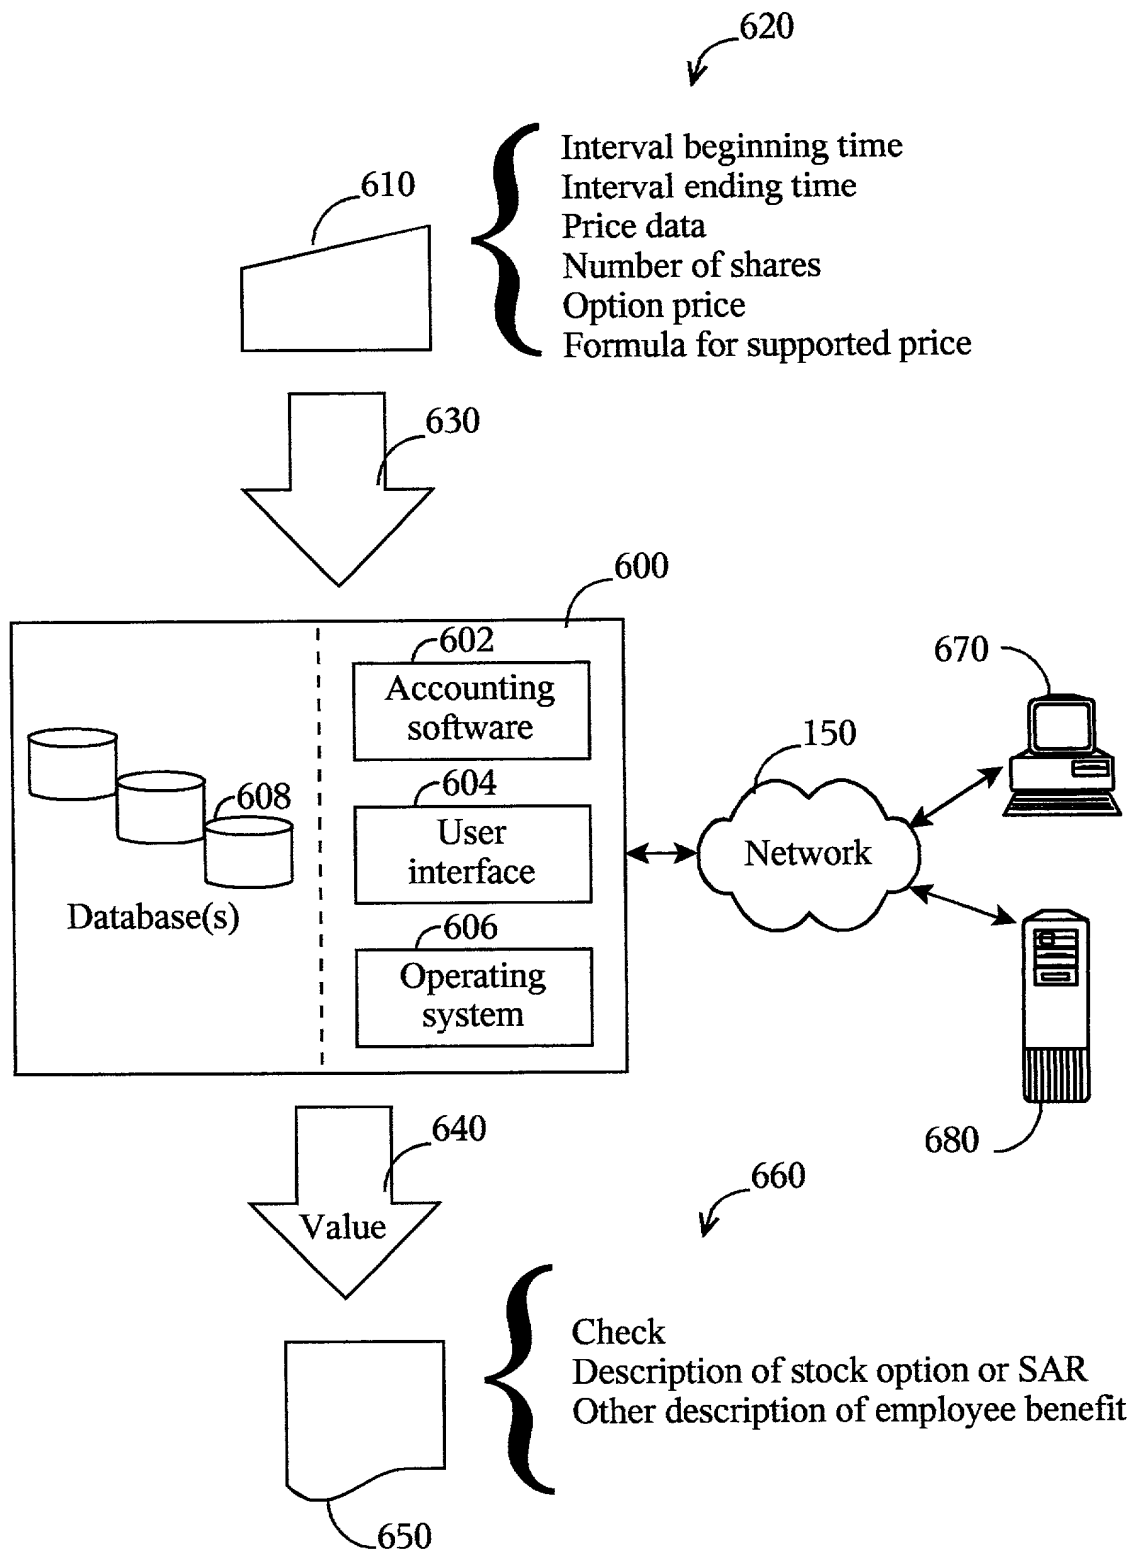 620
610
Interval beginning time
Interval ending time
Price data
Number of shares
Option price
Formula for supported price
630
600
602
Accounting
software
604
User
interface
606
Operating
system
608
Database(s)
150
Network
670
680
640
Value
660
Check
Description of stock option or SAR
Other description of employee benefit
650